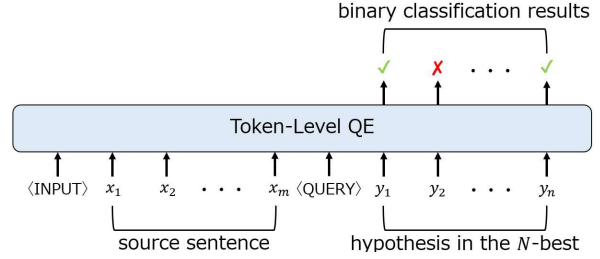 binary classification results
✓ ✗ · · · ✓
Token-Level QE
⟨INPUT⟩ x₁ x₂ · · · xₘ ⟨QUERY⟩ y₁ y₂ · · · yₙ
source sentence hypothesis in the N-best